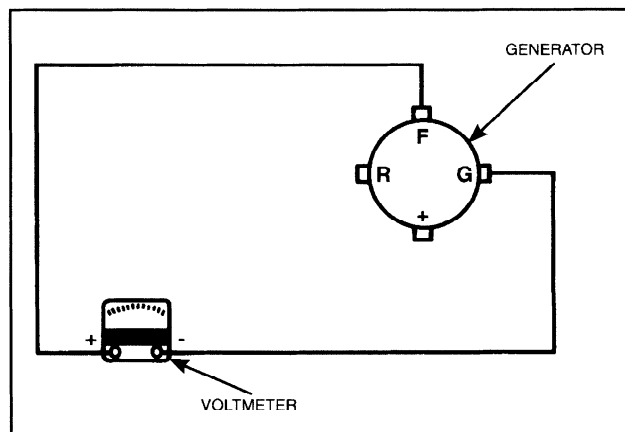 GENERATOR
F
R G
+
+ -
VOLTMETER